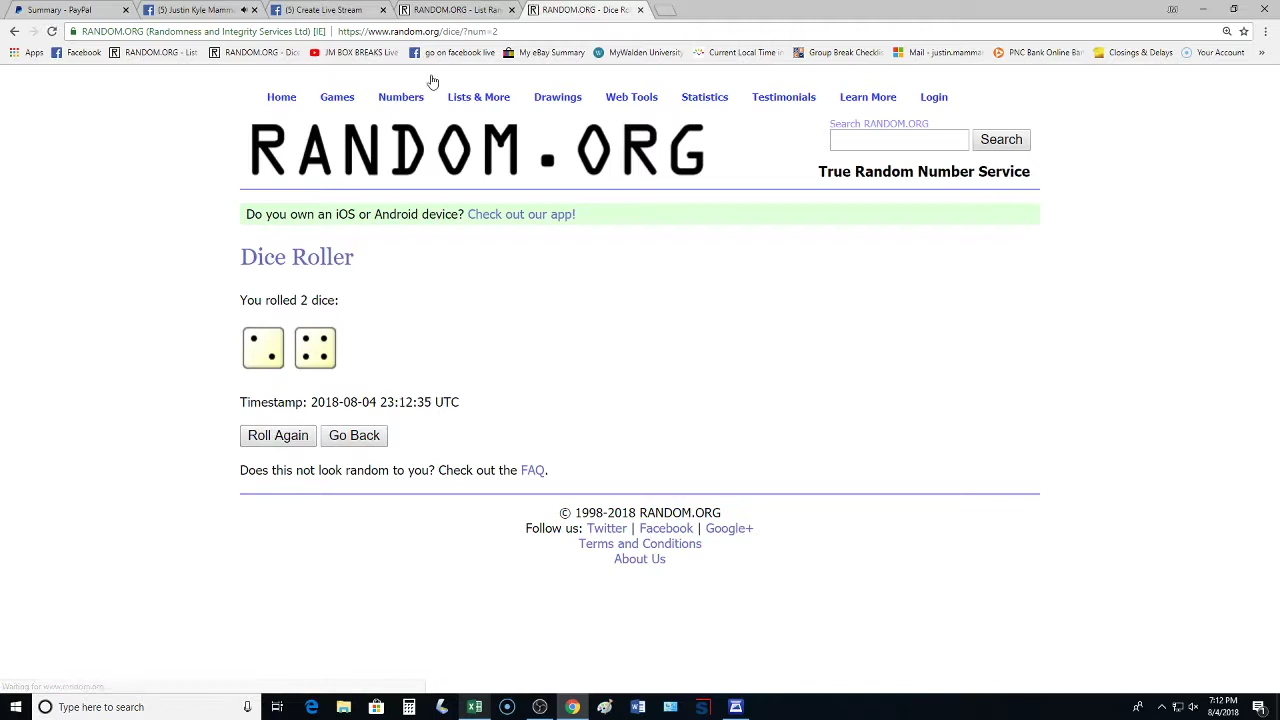 Summary - PayPal
(5) Justin Kyle Mamma
(5) Create Live Stream
RANDOM.ORG - List Ran
RANDOM.ORG - Dice Rol
RANDOM.ORG (Randomness and Integrity Services Ltd) [IE]
https://www.random.org/dice/?num=2
Apps
Facebook
RANDOM.ORG - List
RANDOM.ORG - Dice
JM BOX BREAKS Live
go on facebook live
My eBay Summary
MyWalden University
Current Local Time in
Group Break Checklis
Mail - justin.mamma
PNC Bank Online Ban
Closings & Delays
Your Account
Home Games Numbers Lists & More Drawings Web Tools Statistics Testimonials Learn More Login
RANDOM.ORG
Search RANDOM.ORG
Search
True Random Number Service
Do you own an iOS or Android device? Check out our app!
Dice Roller
You rolled 2 dice:
Timestamp: 2018-08-04 23:12:35 UTC
Roll Again Go Back
Does this not look random to you? Check out the FAQ.
© 1998-2018 RANDOM.ORG
Follow us: Twitter | Facebook | Google+
Terms and Conditions
About Us
Waiting for www.random.org...
Type here to search
7:12 PM
8/4/2018